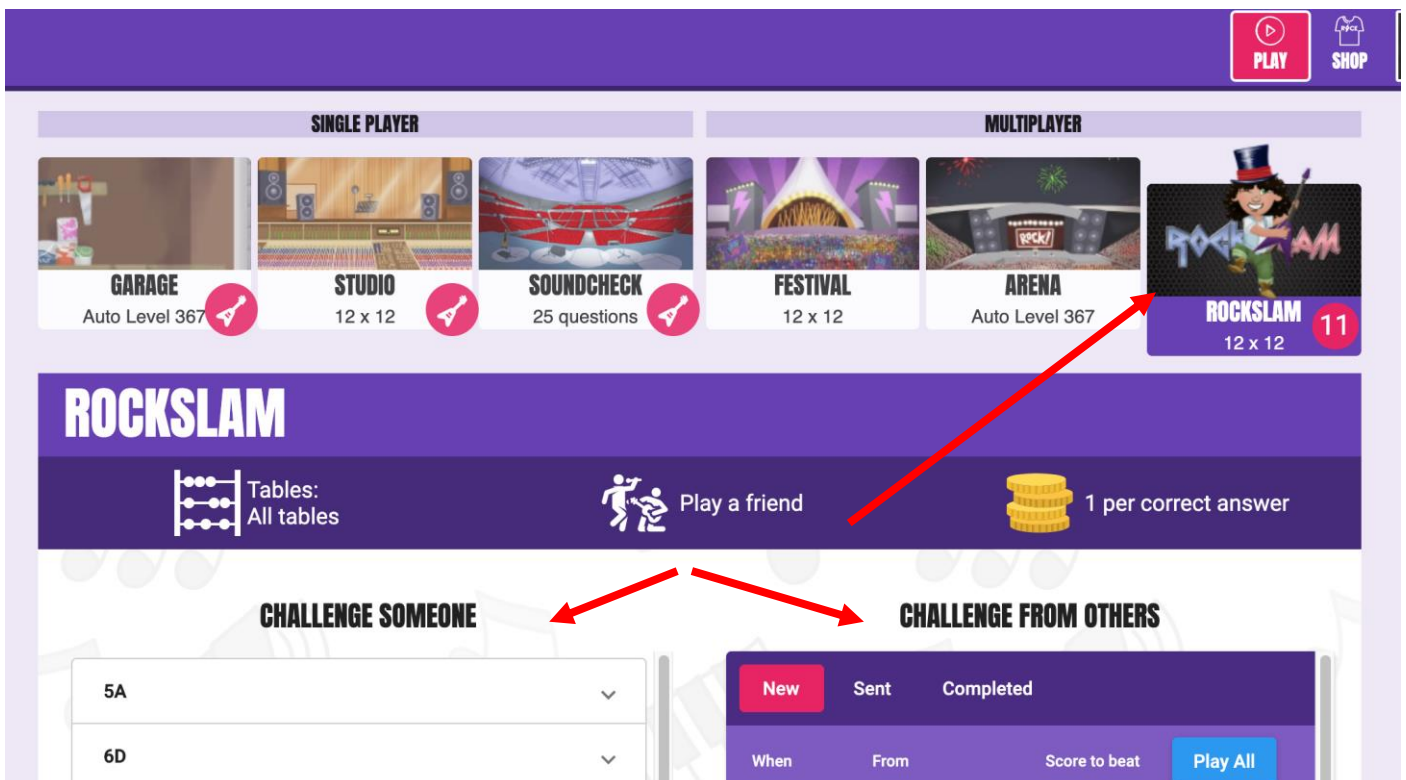 PLAY
SHOP
SINGLE PLAYER
MULTIPLAYER
ROCK!
GARAGE
Auto Level 367
STUDIO
12 x 12
SOUNDCHECK
25 questions
FESTIVAL
12 x 12
ARENA
Auto Level 367
ROCKSLAM
12 x 12
11
ROCKSLAM
Tables:
All tables
Play a friend
1 per correct answer
CHALLENGE SOMEONE
CHALLENGE FROM OTHERS
5A
6D
New Sent Completed
When From Score to beat Play All